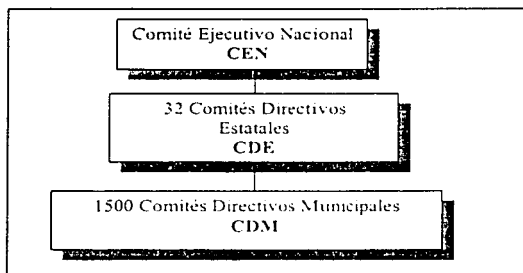 Comité Ejecutivo Nacional
CEN
32 Comités Directivos
Estatales
CDE
1500 Comités Directivos Municipales
CDM